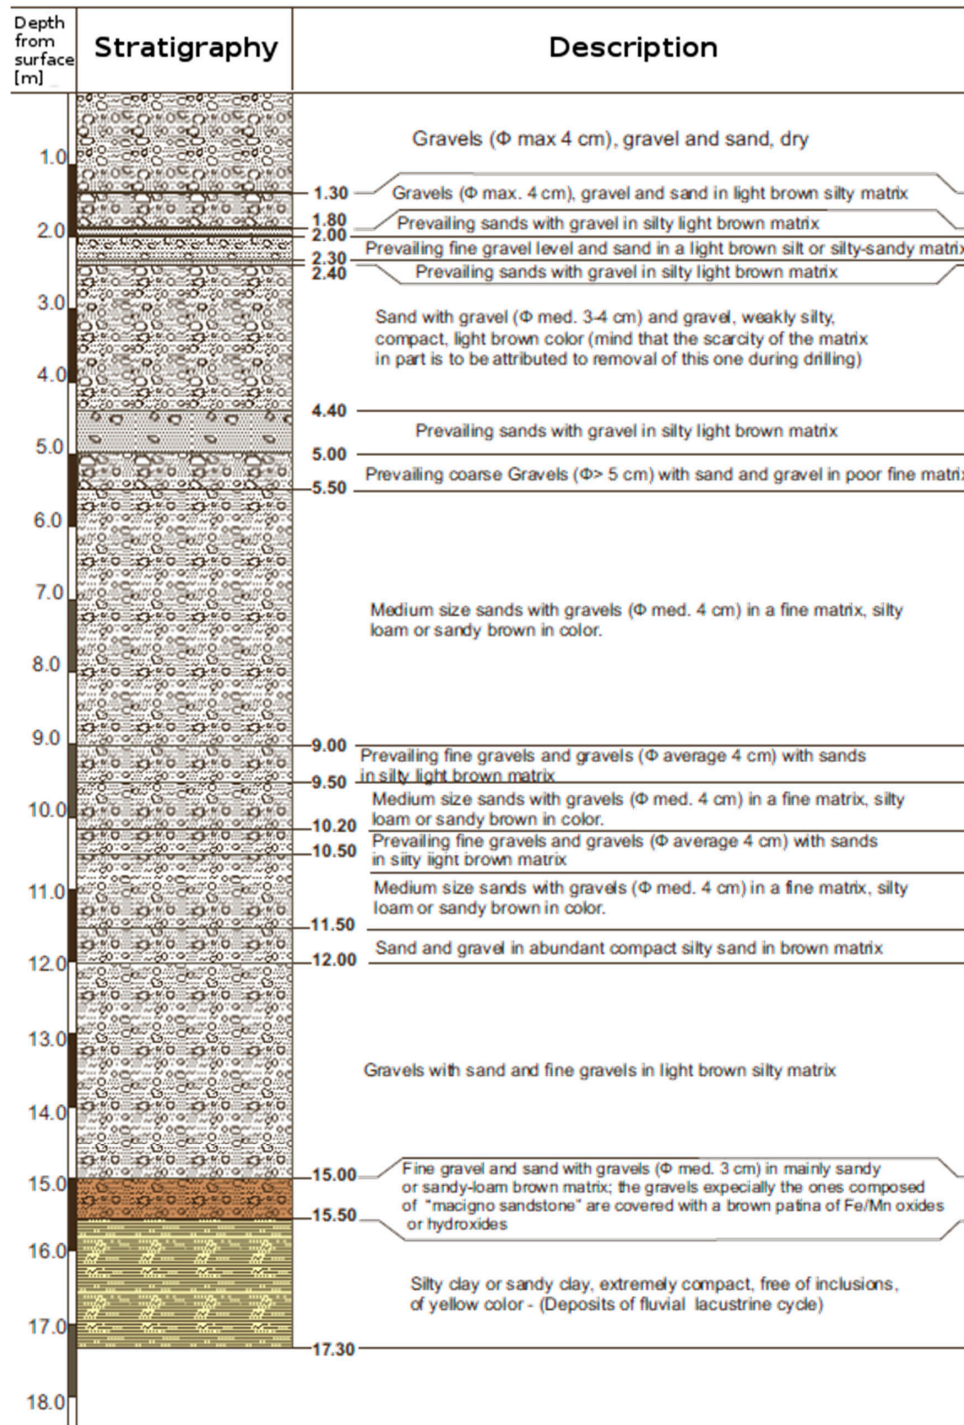 Depth
from
surface
[m]
Stratigraphy
Description
Gravels (Φ max 4 cm), gravel and sand, dry
1.0
1.30
Gravels (Φ max. 4 cm), gravel and sand in light brown silty matrix
1.80
Prevailing sands with gravel in silty light brown matrix
2.0
2.00
Prevailing fine gravel level and sand in a light brown silt or silty-sandy matrix
2.30
2.40
Prevailing sands with gravel in silty light brown matrix
3.0
Sand with gravel (Φ med. 3-4 cm) and gravel, weakly silty,
compact, light brown color (mind that the scarcity of the matrix
in part is to be attributed to removal of this one during drilling)
4.0
4.40
Prevailing sands with gravel in silty light brown matrix
5.0
5.00
Prevailing coarse Gravels (Φ> 5 cm) with sand and gravel in poor fine matrix
5.50
6.0
7.0
Medium size sands with gravels (Φ med. 4 cm) in a fine matrix, silty
loam or sandy brown in color.
8.0
9.0
9.00
Prevailing fine gravels and gravels (Φ average 4 cm) with sands
in silty light brown matrix
9.50
Medium size sands with gravels (Φ med. 4 cm) in a fine matrix, silty
loam or sandy brown in color.
10.0
10.20
Prevailing fine gravels and gravels (Φ average 4 cm) with sands
in silty light brown matrix
10.50
11.0
Medium size sands with gravels (Φ med. 4 cm) in a fine matrix, silty
loam or sandy brown in color.
11.50
Sand and gravel in abundant compact silty sand in brown matrix
12.0
12.00
13.0
Gravels with sand and fine gravels in light brown silty matrix
14.0
15.0
15.00
Fine gravel and sand with gravels (Φ med. 3 cm) in mainly sandy
or sandy-loam brown matrix; the gravels expecially the ones composed
of "macigno sandstone" are covered with a brown patina of Fe/Mn oxides
or hydroxides
15.50
16.0
Silty clay or sandy clay, extremely compact, free of inclusions,
of yellow color - (Deposits of fluvial lacustrine cycle)
17.0
17.30
18.0